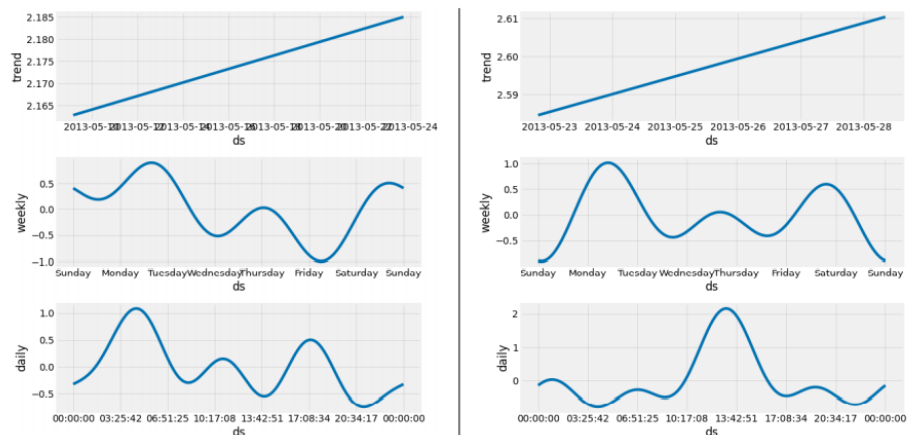 2.185
2.180
2.175
2.170
2.165
trend
2013-05-24
ds
2.61
2.60
2.59
trend
2013-05-23 2013-05-24 2013-05-25 2013-05-26 2013-05-27 2013-05-28
ds
0.5
0.0
−0.5
−1.0
weekly
Sunday Monday Tuesday Wednesday Thursday Friday Saturday Sunday
ds
1.0
0.5
0.0
−0.5
weekly
Sunday Monday Tuesday Wednesday Thursday Friday Saturday Sunday
ds
1.0
0.5
0.0
−0.5
daily
00:00:00 03:25:42 06:51:25 10:17:08 13:42:51 17:08:34 20:34:17 00:00:00
ds
2
1
0
daily
00:00:00 03:25:42 06:51:25 10:17:08 13:42:51 17:08:34 20:34:17 00:00:00
ds